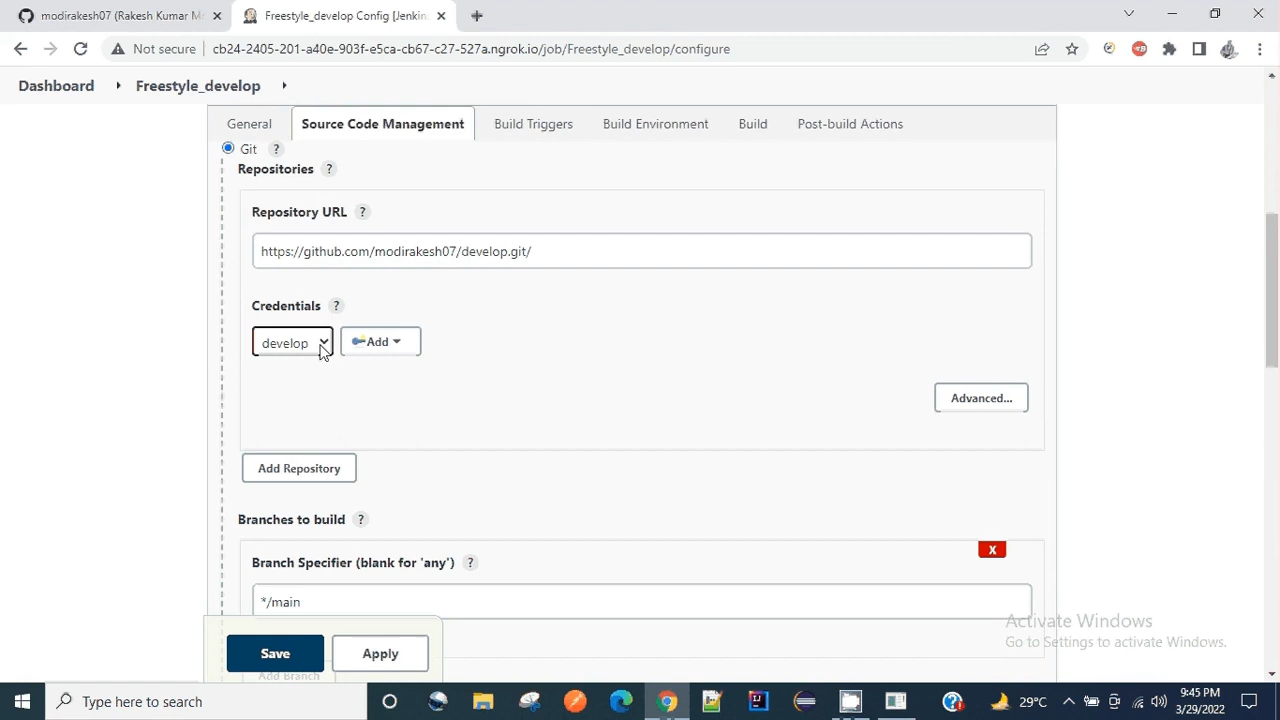 modirakesh07 (Rakesh Kumar M
Freestyle_develop Config [Jenkin
Not secure
cb24-2405-201-a40e-903f-e5ca-cb67-c27-527a.ngrok.io/job/Freestyle_develop/configure
Dashboard
Freestyle_develop
General
Source Code Management
Build Triggers
Build Environment
Build
Post-build Actions
Git ?
Repositories ?
Repository URL ?
https://github.com/modirakesh07/develop.git/
Credentials ?
develop
Add
Advanced...
Add Repository
Branches to build ?
X
Branch Specifier (blank for 'any') ?
*/main
Activate Windows
Go to Settings to activate Windows.
Save
Apply
Add Branch
Type here to search
29°C
9:45 PM
3/29/2022